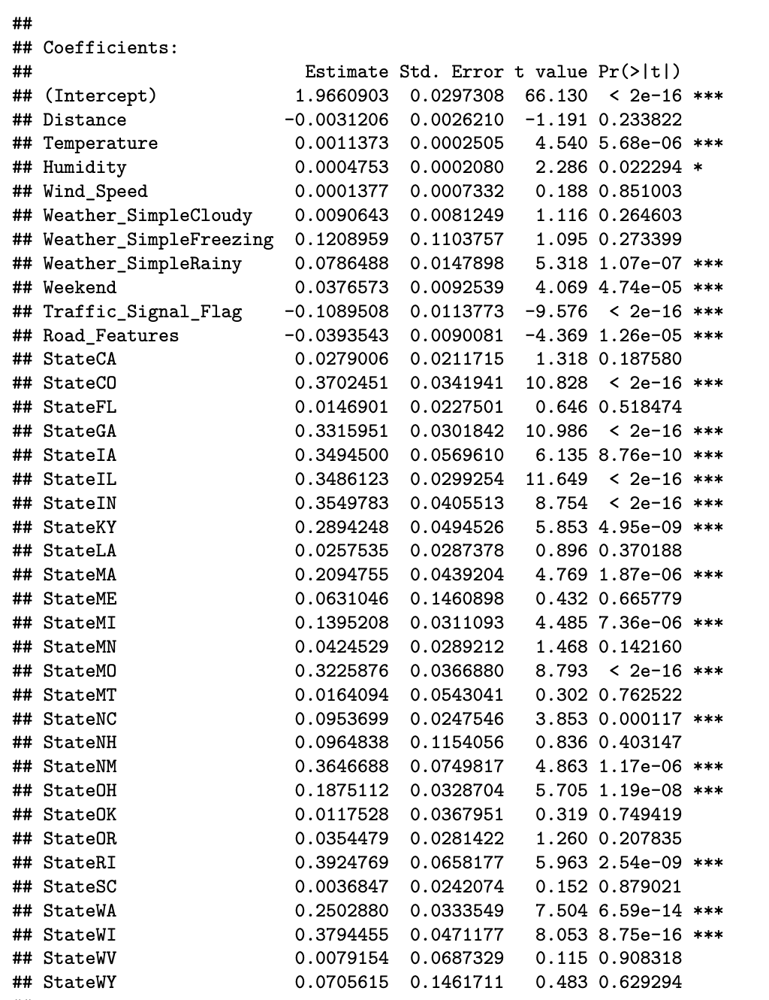 ##
## Coefficients:
##                          Estimate Std. Error t value Pr(>|t|)
## (Intercept)             1.9660903  0.0297308  66.130  < 2e-16 ***
## Distance               -0.0031206  0.0026210  -1.191 0.233822
## Temperature             0.0011373  0.0002505   4.540 5.68e-06 ***
## Humidity                0.0004753  0.0002080   2.286 0.022294 *
## Wind_Speed              0.0001377  0.0007332   0.188 0.851003
## Weather_SimpleCloudy    0.0090643  0.0081249   1.116 0.264603
## Weather_SimpleFreezing  0.1208959  0.1103757   1.095 0.273399
## Weather_SimpleRainy     0.0786488  0.0147898   5.318 1.07e-07 ***
## Weekend                 0.0376573  0.0092539   4.069 4.74e-05 ***
## Traffic_Signal_Flag    -0.1089508  0.0113773  -9.576  < 2e-16 ***
## Road_Features          -0.0393543  0.0090081  -4.369 1.26e-05 ***
## StateCA                 0.0279006  0.0211715   1.318 0.187580
## StateCO                 0.3702451  0.0341941  10.828  < 2e-16 ***
## StateFL                 0.0146901  0.0227501   0.646 0.518474
## StateGA                 0.3315951  0.0301842  10.986  < 2e-16 ***
## StateIA                 0.3494500  0.0569610   6.135 8.76e-10 ***
## StateIL                 0.3486123  0.0299254  11.649  < 2e-16 ***
## StateIN                 0.3549783  0.0405513   8.754  < 2e-16 ***
## StateKY                 0.2894248  0.0494526   5.853 4.95e-09 ***
## StateLA                 0.0257535  0.0287378   0.896 0.370188
## StateMA                 0.2094755  0.0439204   4.769 1.87e-06 ***
## StateME                 0.0631046  0.1460898   0.432 0.665779
## StateMI                 0.1395208  0.0311093   4.485 7.36e-06 ***
## StateMN                 0.0424529  0.0289212   1.468 0.142160
## StateMO                 0.3225876  0.0366880   8.793  < 2e-16 ***
## StateMT                 0.0164094  0.0543041   0.302 0.762522
## StateNC                 0.0953699  0.0247546   3.853 0.000117 ***
## StateNH                 0.0964838  0.1154056   0.836 0.403147
## StateNM                 0.3646688  0.0749817   4.863 1.17e-06 ***
## StateOH                 0.1875112  0.0328704   5.705 1.19e-08 ***
## StateOK                 0.0117528  0.0367951   0.319 0.749419
## StateOR                 0.0354479  0.0281422   1.260 0.207835
## StateRI                 0.3924769  0.0658177   5.963 2.54e-09 ***
## StateSC                 0.0036847  0.0242074   0.152 0.879021
## StateWA                 0.2502880  0.0333549   7.504 6.59e-14 ***
## StateWI                 0.3794455  0.0471177   8.053 8.75e-16 ***
## StateWV                 0.0079154  0.0687329   0.115 0.908318
## StateWY                 0.0705615  0.1461711   0.483 0.629294